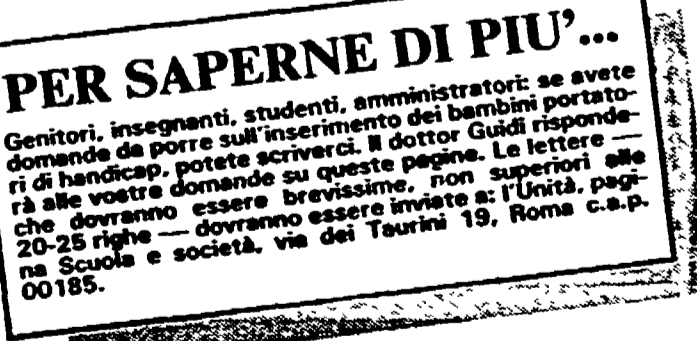 PER SAPERNE DI PIU'...
Genitori, insegnanti, studenti, amministratori: se avete
domande da porre sull'inserimento dei bambini portato-
ri di handicap, potete scriverci. Il dottor Guidi risponde-
rà alle vostre domande su queste pagine. Le lettere —
che dovranno essere brevissime, non superiori alle
20-25 righe — dovranno essere inviate a: l'Unità, pagi-
na Scuola e società, via dei Taurini 19, Roma c.a.p.
00185.